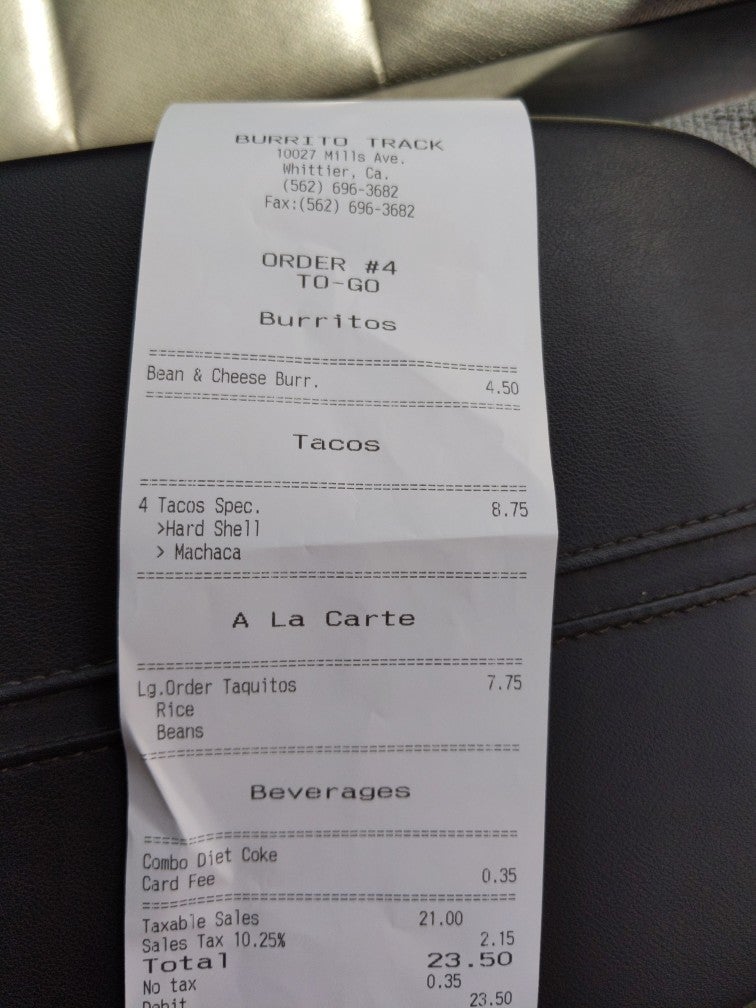 BURRITO TRACK
10027 Mills Ave.
Whittier, Ca.
(562) 696-3682
Fax:(562) 696-3682
ORDER #4
TO-GO
Burritos
Bean & Cheese Burr. 4.50
Tacos
4 Tacos Spec. 8.75
>Hard Shell
> Machaca
A La Carte
Lg.Order Taquitos 7.75
Rice
Beans
Beverages
Combo Diet Coke
Card Fee 0.35
Taxable Sales 21.00
Sales Tax 10.25% 2.15
Total 23.50
No tax 0.35
Debit 23.50